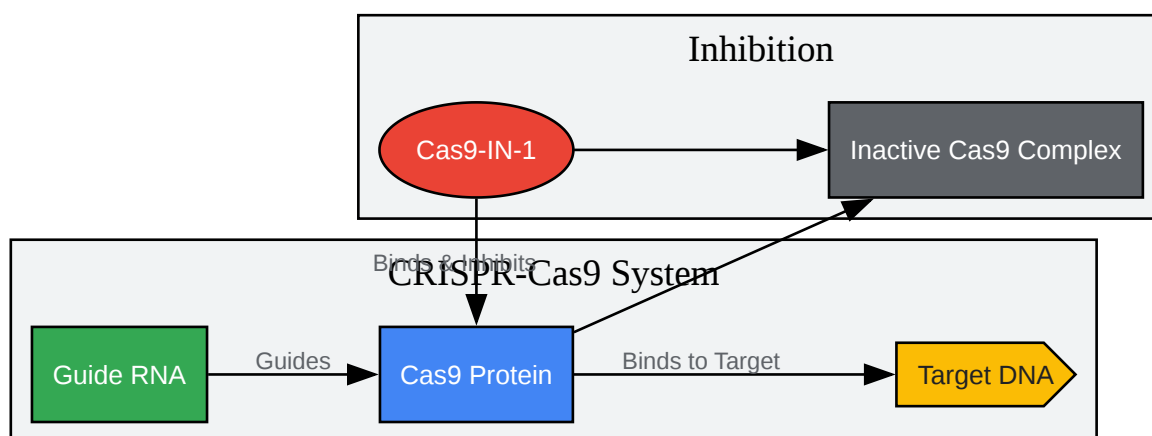 Inhibition
Cas9-IN-1
Inactive Cas9 Complex
Binds & Inhibits
CRISPR-Cas9 System
Guide RNA
Guides
Cas9 Protein
Binds to Target
Target DNA